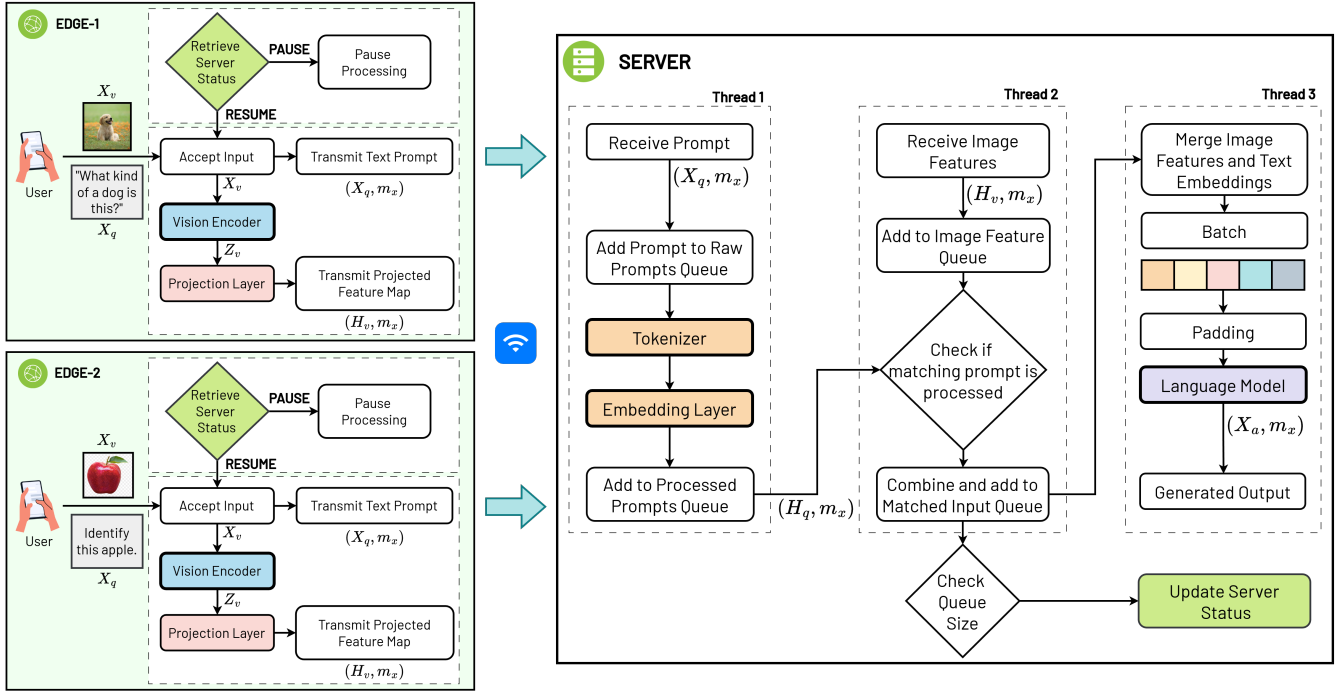 EDGE-1
Retrieve
Server
Status
PAUSE
Pause
Processing
RESUME
X_v
User
"What kind
of a dog is
this?"
X_q
Accept Input
Transmit Text Prompt
(X_q, m_x)
X_v
Vision Encoder
Z_v
Projection Layer
Transmit Projected
Feature Map
(H_v, m_x)
EDGE-2
Retrieve
Server
Status
PAUSE
Pause
Processing
RESUME
X_v
User
Identify
this apple.
X_q
Accept Input
Transmit Text Prompt
(X_q, m_x)
X_v
Vision Encoder
Z_v
Projection Layer
Transmit Projected
Feature Map
(H_v, m_x)
SERVER
Thread 1
Receive Prompt
(X_q, m_x)
Add Prompt to Raw
Prompts Queue
Tokenizer
Embedding Layer
Add to Processed
Prompts Queue
(H_q, m_x)
Thread 2
Receive Image
Features
(H_v, m_x)
Add to Image Feature
Queue
Check if
matching prompt is
processed
Combine and add to
Matched Input Queue
Check
Queue
Size
Update Server
Status
Thread 3
Merge Image
Features and Text
Embeddings
Batch
Padding
Language Model
(X_a, m_x)
Generated Output